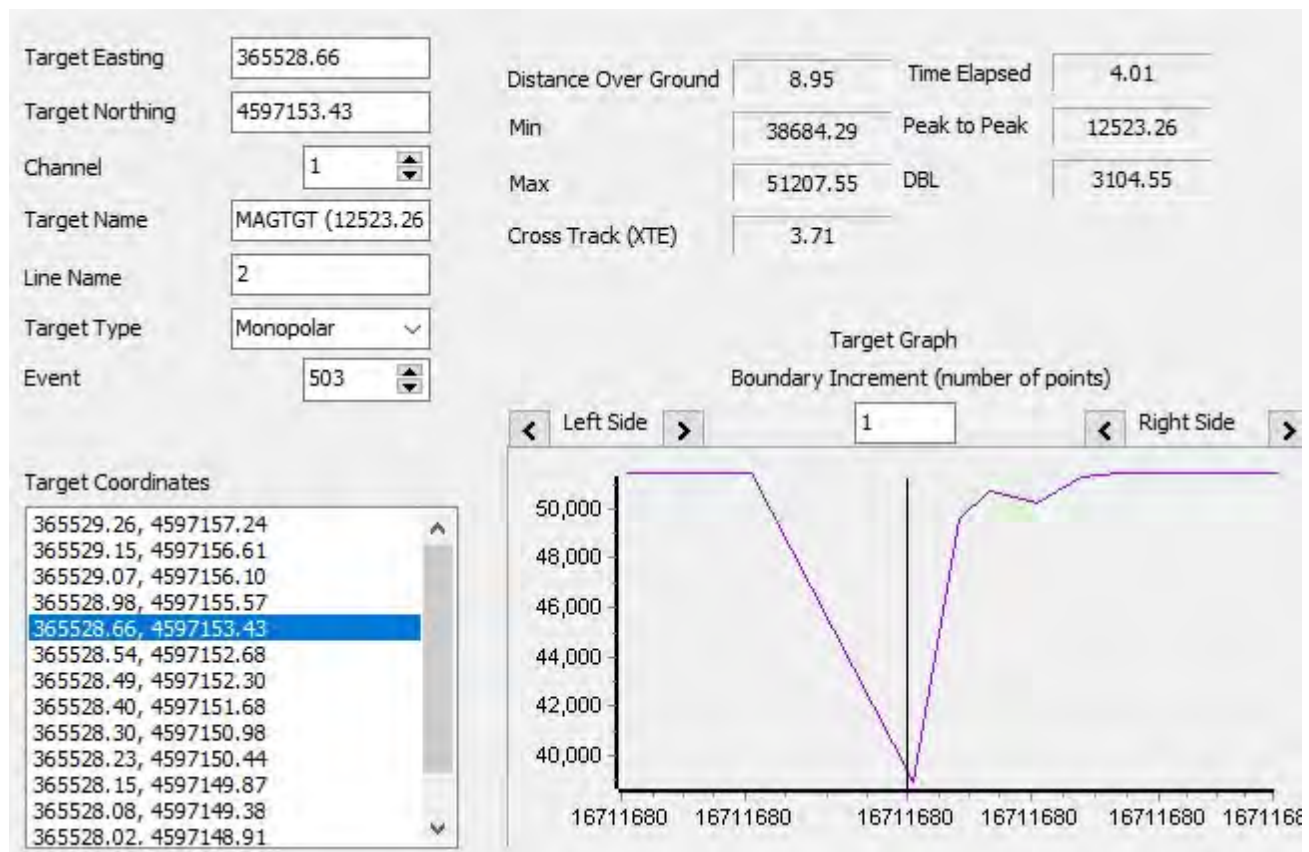 Target Easting 365528.66
Target Northing 4597153.43
Channel 1
Target Name MAGTGT (12523.26
Line Name 2
Target Type Monopolar
Event 503
Distance Over Ground 8.95 Time Elapsed 4.01
Min 38684.29 Peak to Peak 12523.26
Max 51207.55 DBL 3104.55
Cross Track (XTE) 3.71
Target Graph
Boundary Increment (number of points)
< Left Side > 1 < Right Side >
Target Coordinates
365529.26, 4597157.24
365529.15, 4597156.61
365529.07, 4597156.10
365528.98, 4597155.57
365528.66, 4597153.43
365528.54, 4597152.68
365528.49, 4597152.30
365528.40, 4597151.68
365528.30, 4597150.98
365528.23, 4597150.44
365528.15, 4597149.87
365528.08, 4597149.38
365528.02, 4597148.91
50,000
48,000
46,000
44,000
42,000
40,000
16711680 16711680 16711680 16711680 16711680 1671168